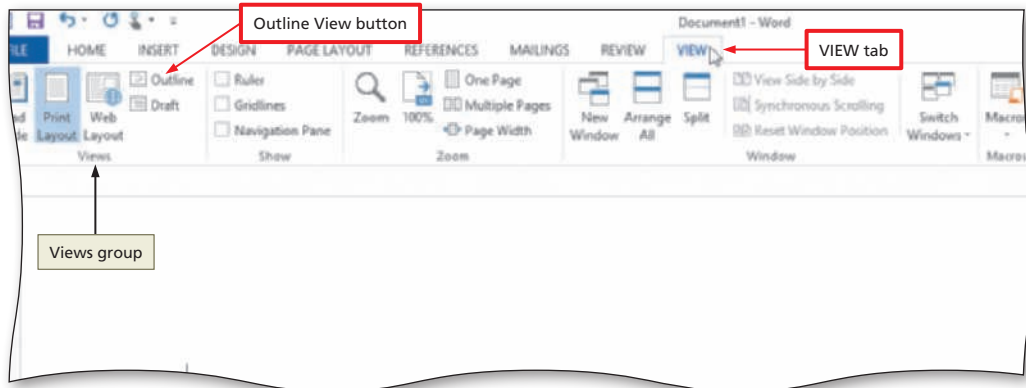 Outline View button
Document1 - Word
HOME INSERT DESIGN PAGE LAYOUT REFERENCES MAILINGS REVIEW VIEW
VIEW tab
Outline
Draft
Print Layout
Web Layout
Views
Ruler
Gridlines
Navigation Pane
Show
Zoom
100%
One Page
Multiple Pages
Page Width
Zoom
New Window
Arrange All
Split
View Side by Side
Synchronous Scrolling
Reset Window Position
Switch Windows
Window
Views group